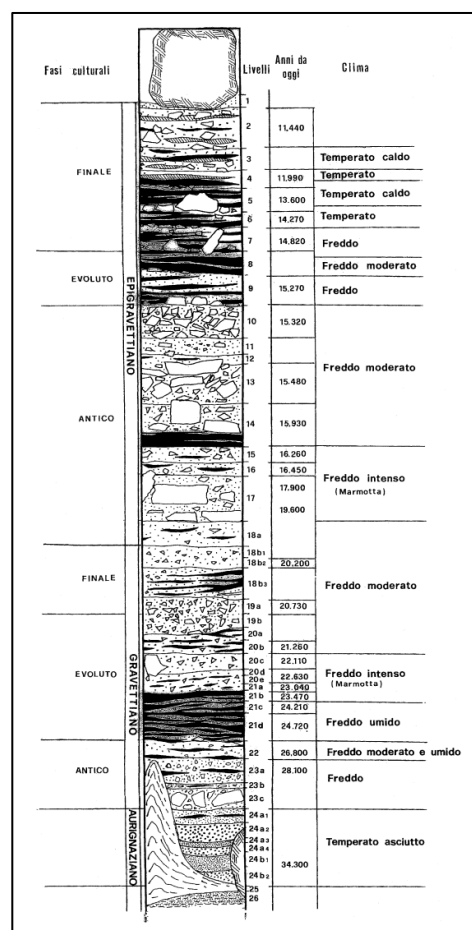 Fasi culturali Livelli Anni da oggi Clima
1
2 11,440
FINALE
3 Temperato caldo
4 11.990 Temperato
5 13.600 Temperato caldo
6 14,270 Temperato
7 14,820 Freddo
8 Freddo moderato
EVOLUTO
9 15,270 Freddo
EPIGRAVETTIANO
10 15.320
11
12
Freddo moderato
13 15.480
ANTICO
14 15,930
15 16.260
16 16.450
Freddo intenso
(Marmotta)
17 17.900
19.600
18a
18b1
18b2 20.200
FINALE
18b3
Freddo moderato
19a 20.730
19b
20a
20b 21.260
20c 22.110
EVOLUTO
GRAVETTIANO
20d
20e 22.630
Freddo intenso
(Marmotta)
21a 23.040
21b 23.470
21c 24.210
21d 24.720 Freddo umido
22 26,800 Freddo moderato e umido
ANTICO
23a 28.100 Freddo
23b
23c
AURIGNAZIANO
24a1
24a2
24a3
24a4
Temperato asciutto
24b1 34.300
24b2
25
26